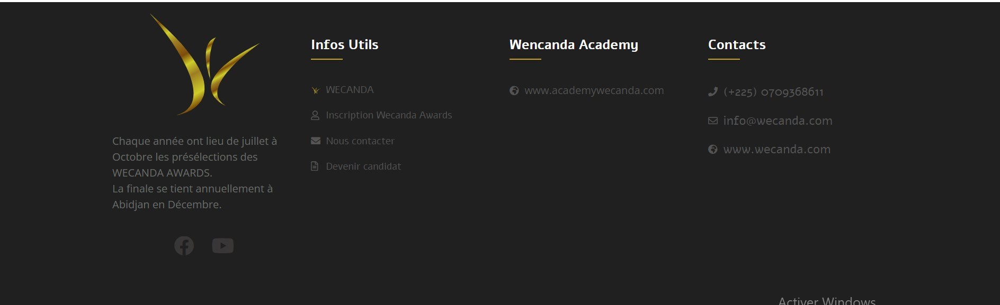 Chaque année ont lieu de juillet à
Octobre les présélections des
WECANDA AWARDS.
La finale se tient annuellement à
Abidjan en Décembre.
Infos Utils
WECANDA
Inscription Wecanda Awards
Nous contacter
Devenir candidat
Wencanda Academy
www.academywecanda.com
Contacts
(+225) 0709368611
info@wecanda.com
www.wecanda.com
Activer Windows